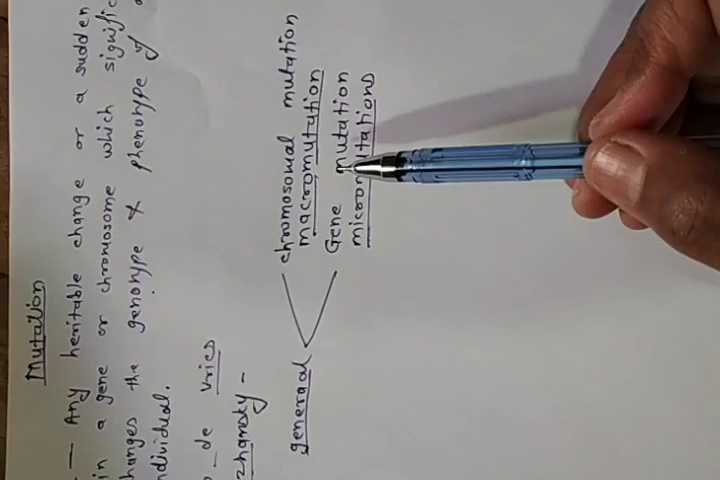 Mutation
— Any heritable change or a sudden
in a gene or chromosome which
changes the genotype & phenotype of
individual.
— de vries
zhansky –
general
chromosomal mutation
macromutation
Gene mutation
micromutations